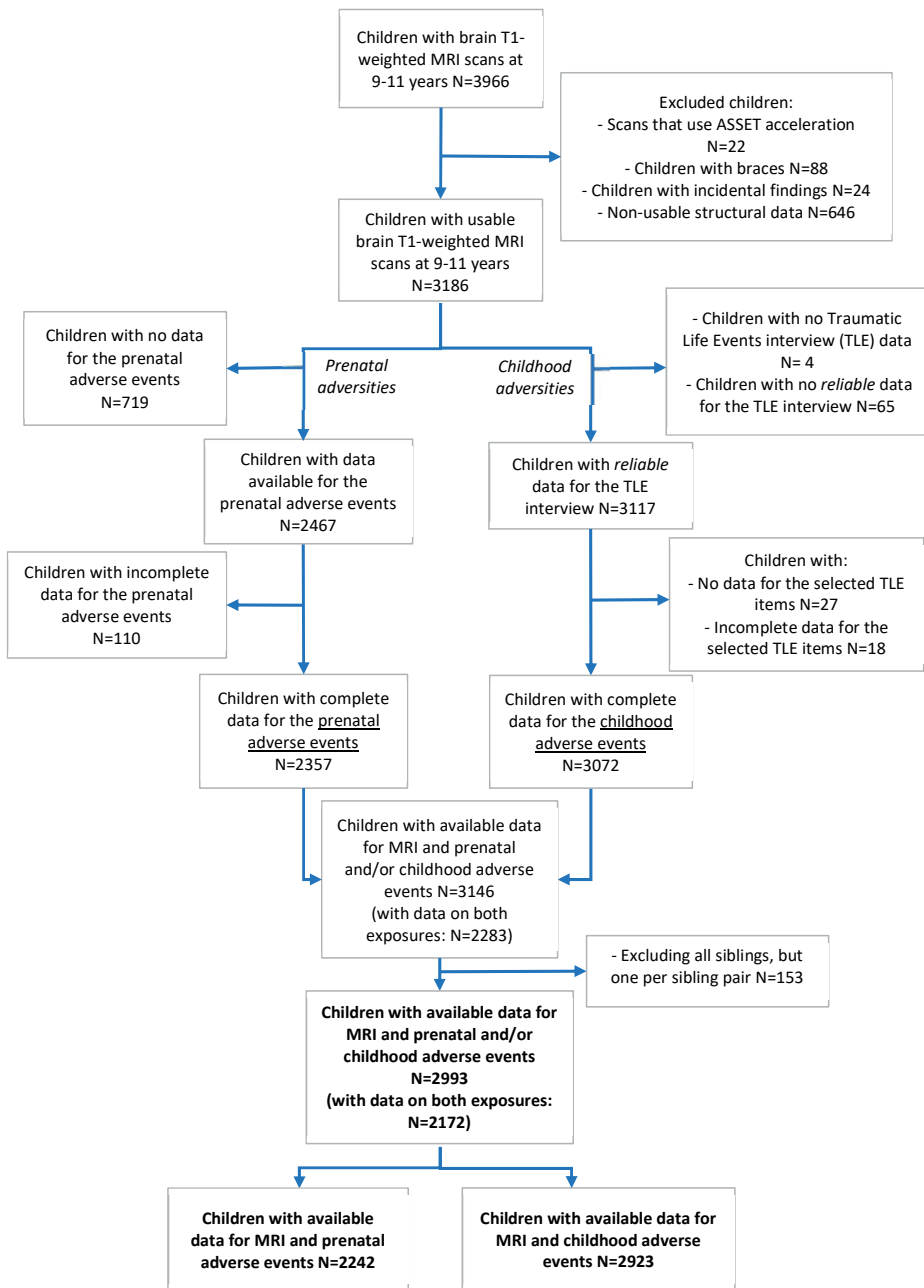 Children with brain T1-
weighted MRI scans at
9-11 years N=3966
Excluded children:
- Scans that use ASSET acceleration
N=22
- Children with braces N=88
- Children with incidental findings N=24
- Non-usable structural data N=646
Children with usable
brain T1-weighted MRI
scans at 9-11 years
N=3186
Children with no data
for the prenatal
adverse events
N=719
Prenatal
adversities
Childhood
adversities
- Children with no Traumatic
Life Events interview (TLE) data
N= 4
- Children with no reliable data
for the TLE interview N=65
Children with data
available for the
prenatal adverse events
N=2467
Children with reliable
data for the TLE
interview N=3117
Children with incomplete
data for the prenatal
adverse events
N=110
Children with:
- No data for the selected TLE
items N=27
- Incomplete data for the
selected TLE items N=18
Children with complete
data for the prenatal
adverse events
N=2357
Children with complete
data for the childhood
adverse events
N=3072
Children with available data
for MRI and prenatal
and/or childhood adverse
events N=3146
(with data on both
exposures: N=2283)
- Excluding all siblings, but
one per sibling pair N=153
Children with available data for
MRI and prenatal and/or
childhood adverse events
N=2993
(with data on both exposures:
N=2172)
Children with available
data for MRI and prenatal
adverse events N=2242
Children with available data for
MRI and childhood adverse
events N=2923